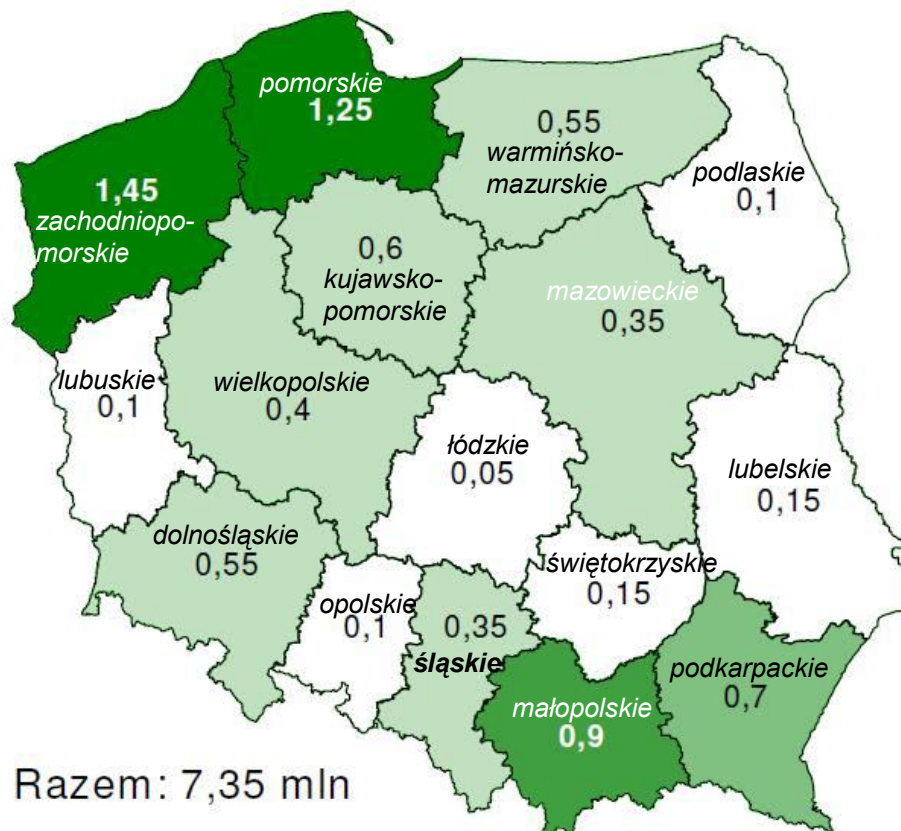 pomorskie
1,25
0,55
warmińsko-
mazurskie
podlaskie
0,1
1,45
zachodniopo-
morskie
0,6
kujawsko-
pomorskie
mazowieckie
0,35
lubuskie
0,1
wielkopolskie
0,4
łódzkie
0,05
lubelskie
0,15
dolnośląskie
0,55
świętokrzyskie
0,15
opolskie
0,1
0,35
śląskie
podkarpackie
0,7
małopolskie
0,9
Razem: 7,35 mln